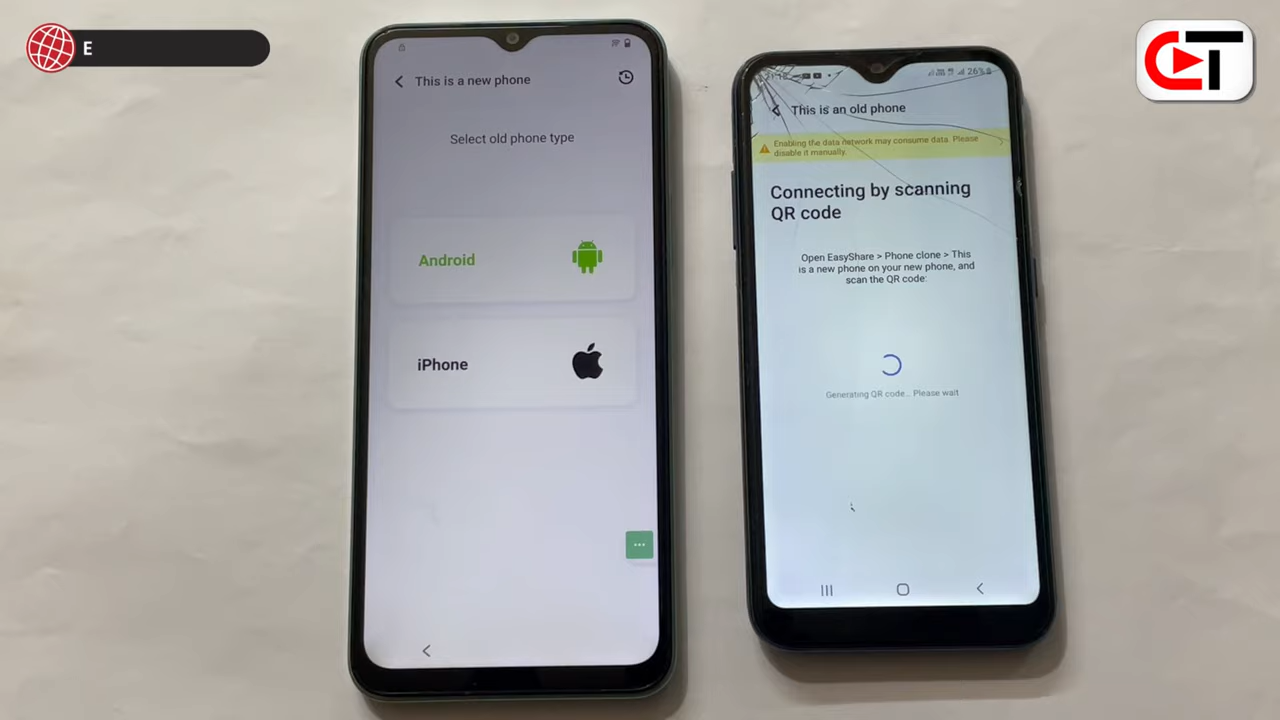 E
CT
This is a new phone
Select old phone type
Android
iPhone
26%
This is an old phone
Enabling the data network may consume data. Please
disable it manually.
Connecting by scanning
QR code
Open EasyShare > Phone clone > This
is a new phone on your new phone, and
scan the QR code:
Generating QR code... Please wait